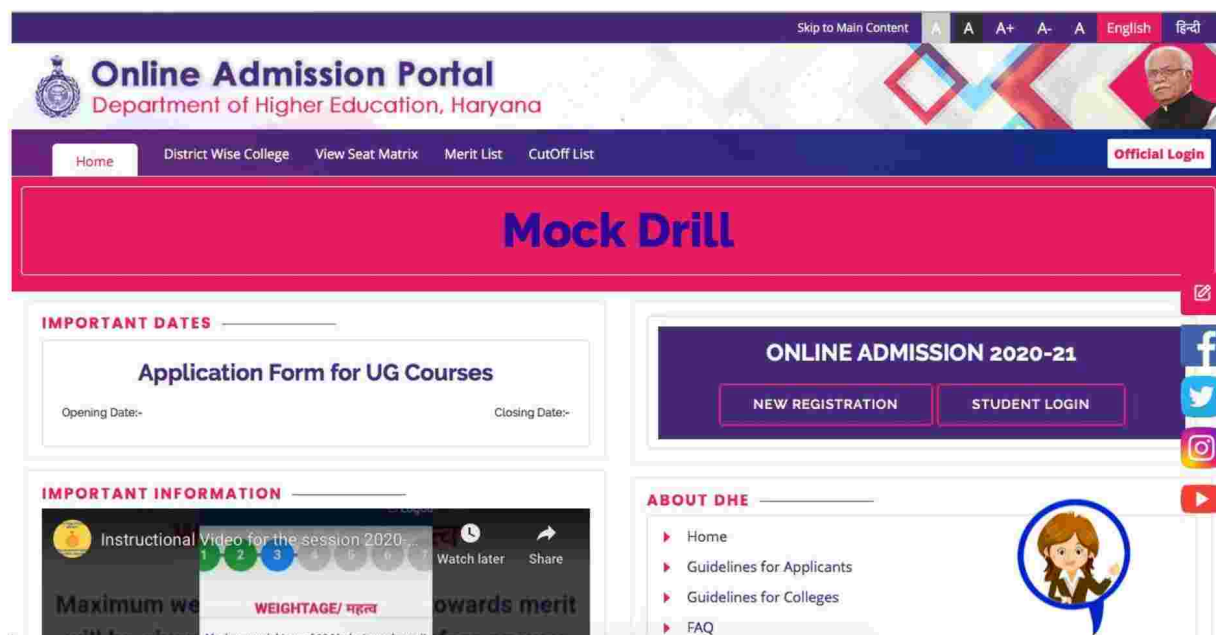 Skip to Main Content A A A+ A- A English हिन्दी
Online Admission Portal
Department of Higher Education, Haryana
Home District Wise College View Seat Matrix Merit List CutOff List Official Login
Mock Drill
IMPORTANT DATES
Application Form for UG Courses
Opening Date:- Closing Date:-
ONLINE ADMISSION 2020-21
NEW REGISTRATION STUDENT LOGIN
IMPORTANT INFORMATION
Instructional Video for the session 2020-...
Watch later Share
1 2 3 4 5 6 7
WEIGHTAGE/ महत्व
Maximum we
owards merit
ABOUT DHE
Home
Guidelines for Applicants
Guidelines for Colleges
FAQ